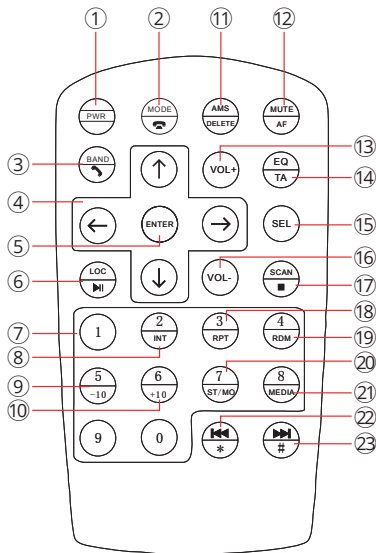 ① ② ⑪ ⑫
PWR
MODE
AMS
DELETE
MUTE
AF
③ ⑬
BAND
VOL+
EQ
TA
⑭
④
ENTER
SEL
⑤ ⑮
⑥ ⑯
LOC
VOL-
SCAN
⑰
⑦ ⑱
1
2
INT
3
RPT
4
RDM
⑧ ⑲
⑨ ⑳
5
-10
6
+10
7
ST/MO
8
MEDIA
⑩ ㉑
㉒
9
0
*
#
㉓